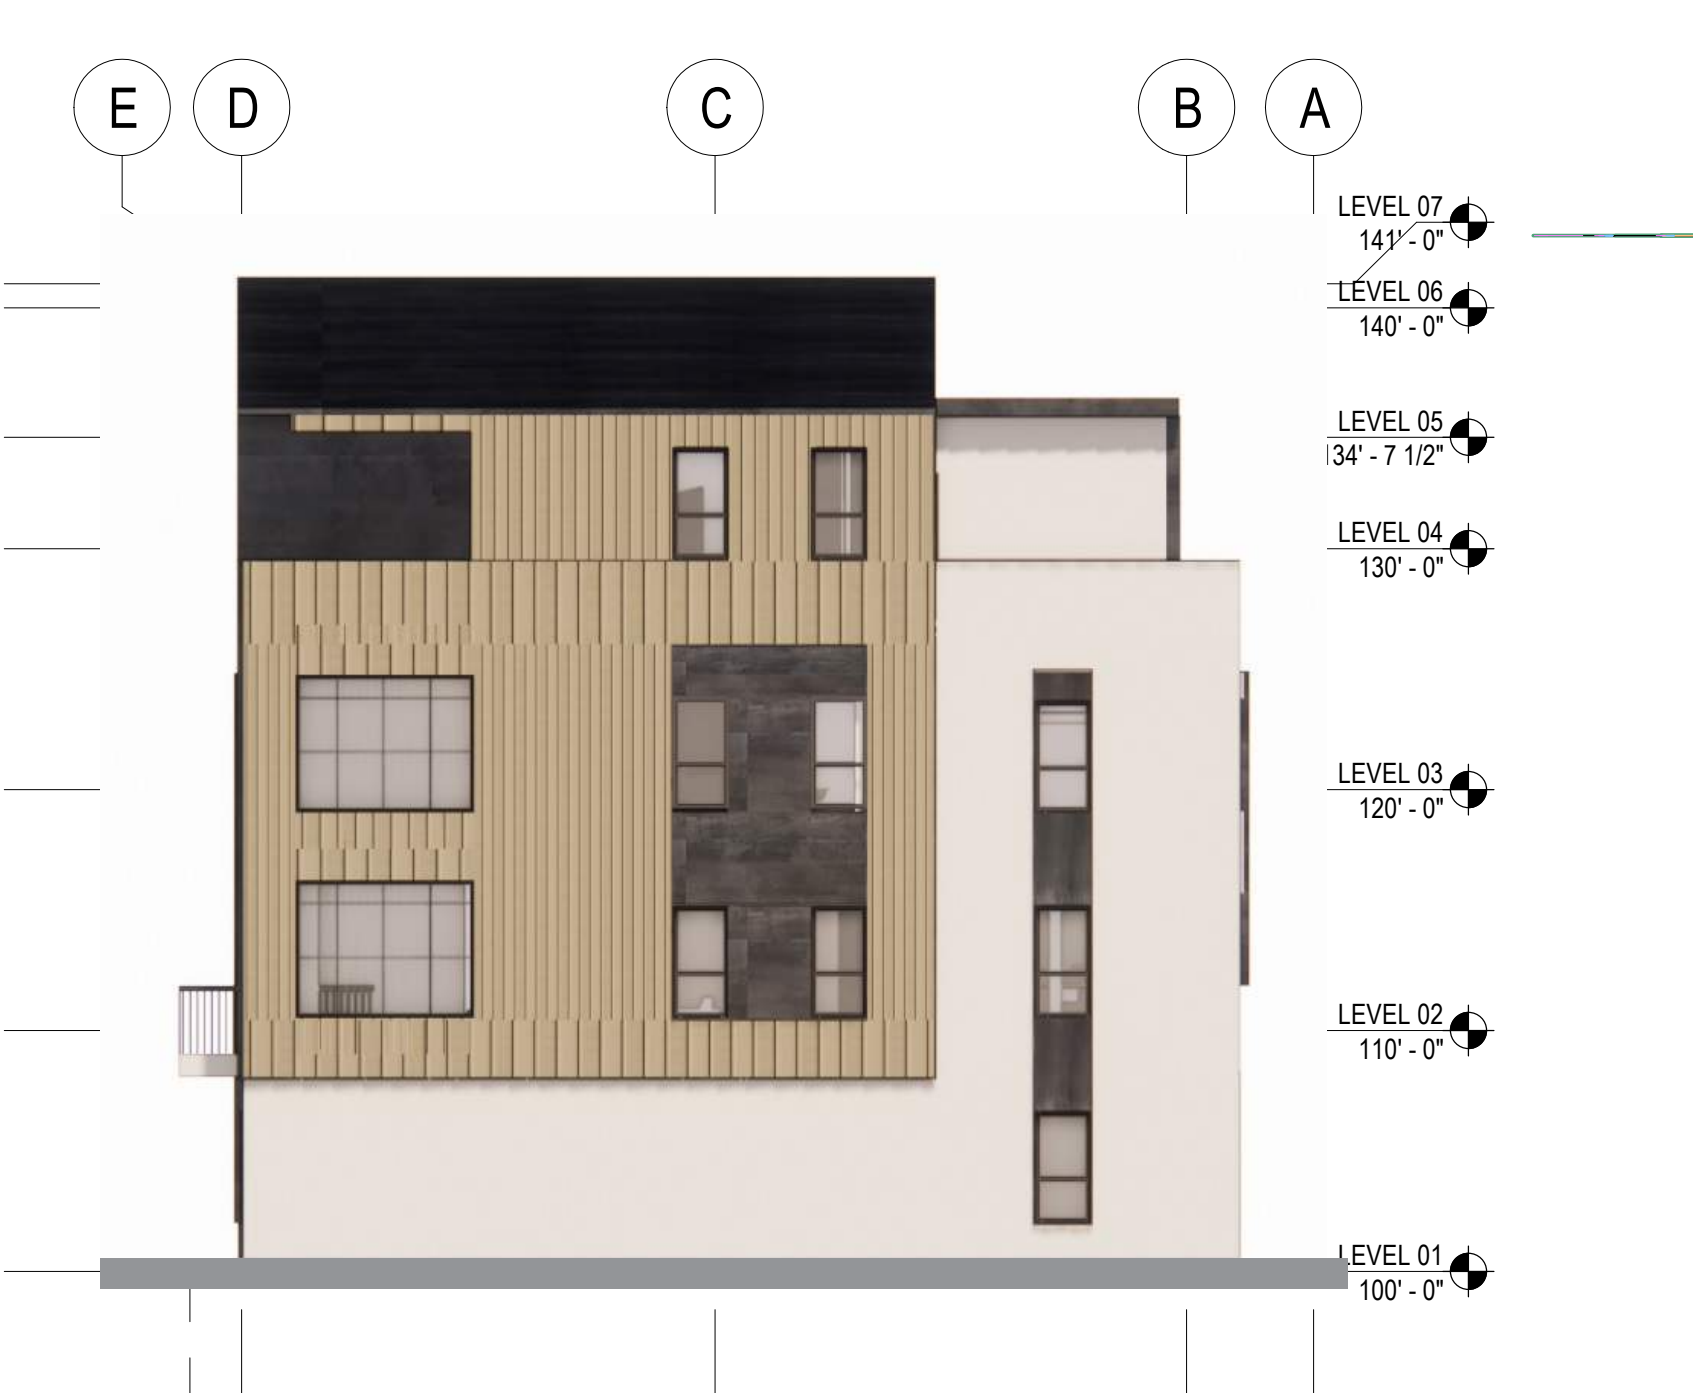 E D C B A
LEVEL 07
141' - 0"
LEVEL 06
140' - 0"
LEVEL 05
134' - 7 1/2"
LEVEL 04
130' - 0"
LEVEL 03
120' - 0"
LEVEL 02
110' - 0"
LEVEL 01
100' - 0"